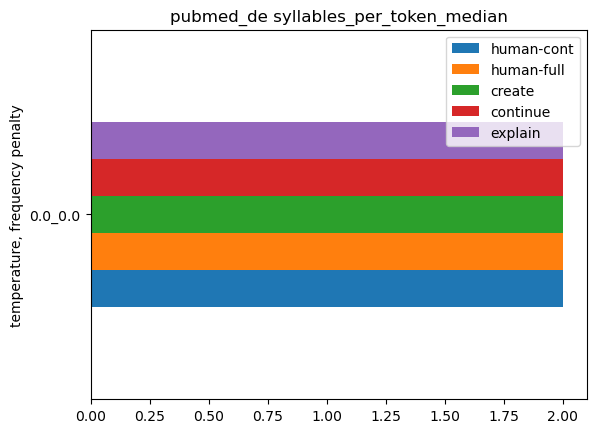 pubmed_de syllables_per_token_median
human-cont
human-full
create
continue
explain
temperature, frequency penalty
0.0_0.0
0.00 0.25 0.50 0.75 1.00 1.25 1.50 1.75 2.00